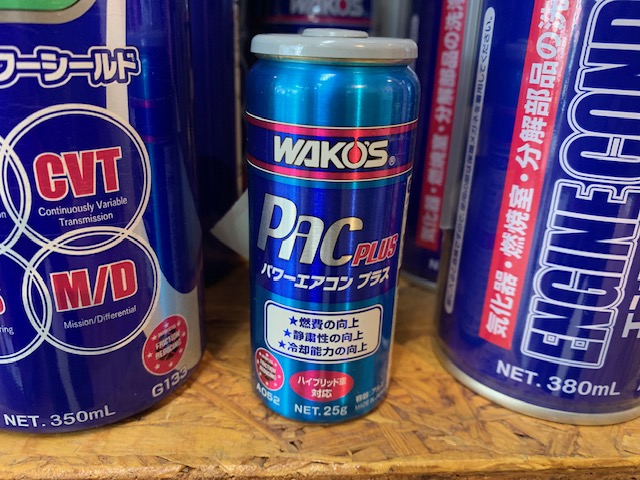 ワーシールド
CVT
Continuously Variable
Transmission
M/D
Mission/Differential
NET. 350mL
G133
WAKO'S®
PAC PLUS
パワーエアコン プラス
★燃費の向上
★静粛性の向上
★冷却能力の向上
ハイブリッド車
対応
A052
NET. 25g
気化器・燃焼室・分解部品の洗浄
ENGINE COND
NET. 380mL